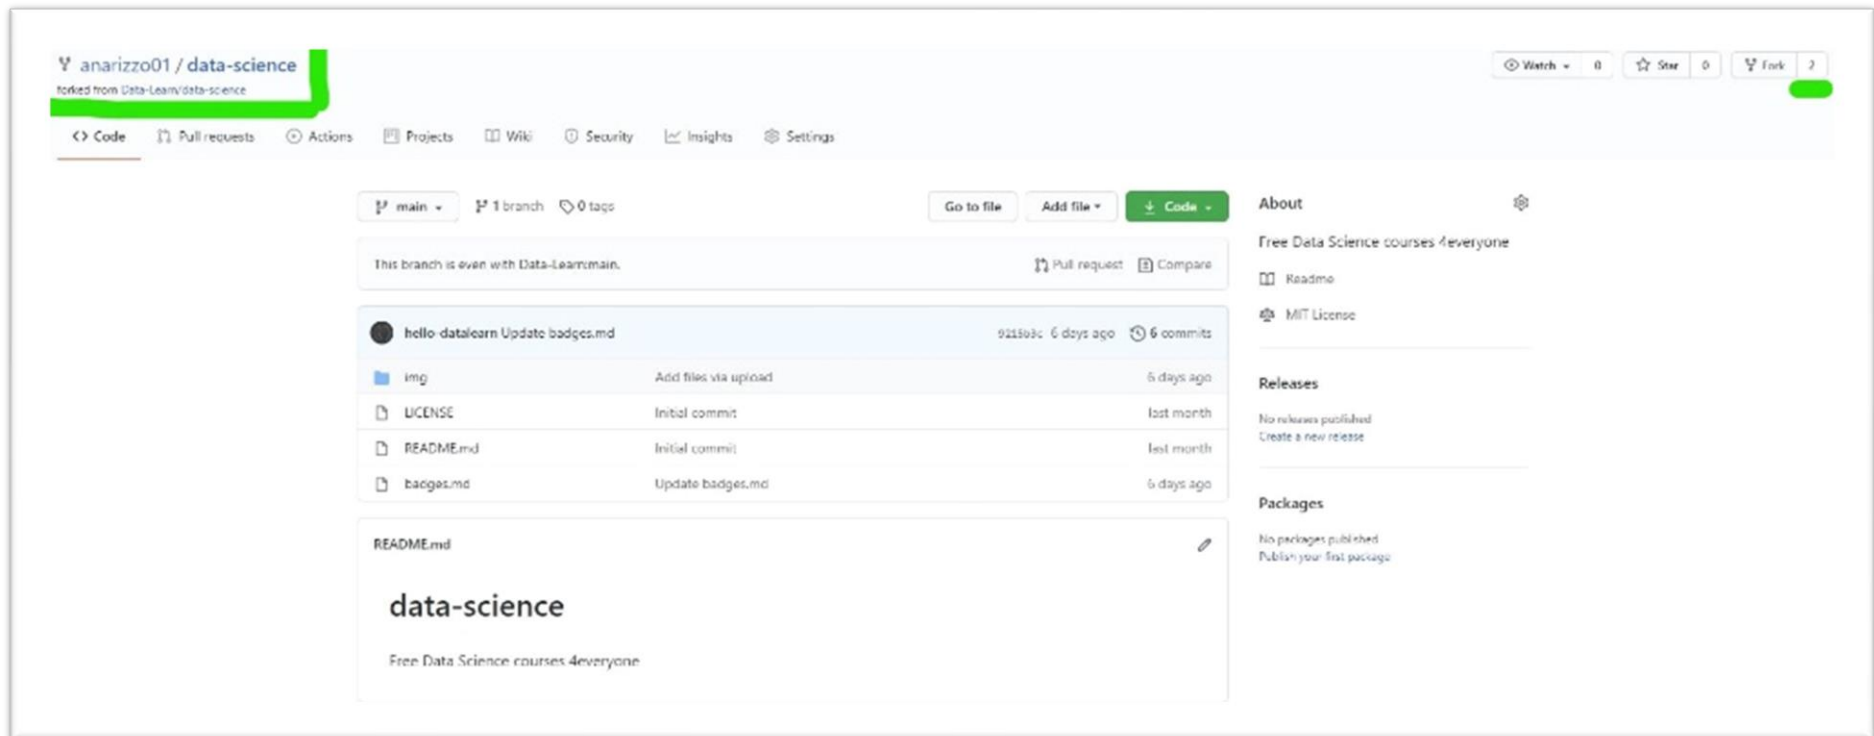 anarizzo01 / data-science
forked from Data-Learn/data-science
Watch 0
Star 0
Fork 2
Code Pull requests Actions Projects Wiki Security Insights Settings
main 1 branch 0 tags Go to file Add file Code
This branch is even with Data-Learn:main. Pull request Compare
hello-datalearn Update badges.md 6 days ago 6 commits
img Add files via upload 6 days ago
LICENSE Initial commit last month
README.md Initial commit last month
badges.md Update badges.md 6 days ago
README.md
data-science
Free Data Science courses 4everyone
About
Free Data Science courses 4everyone
Readme
MIT License
Releases
No releases published
Create a new release
Packages
No packages published
Publish your first package